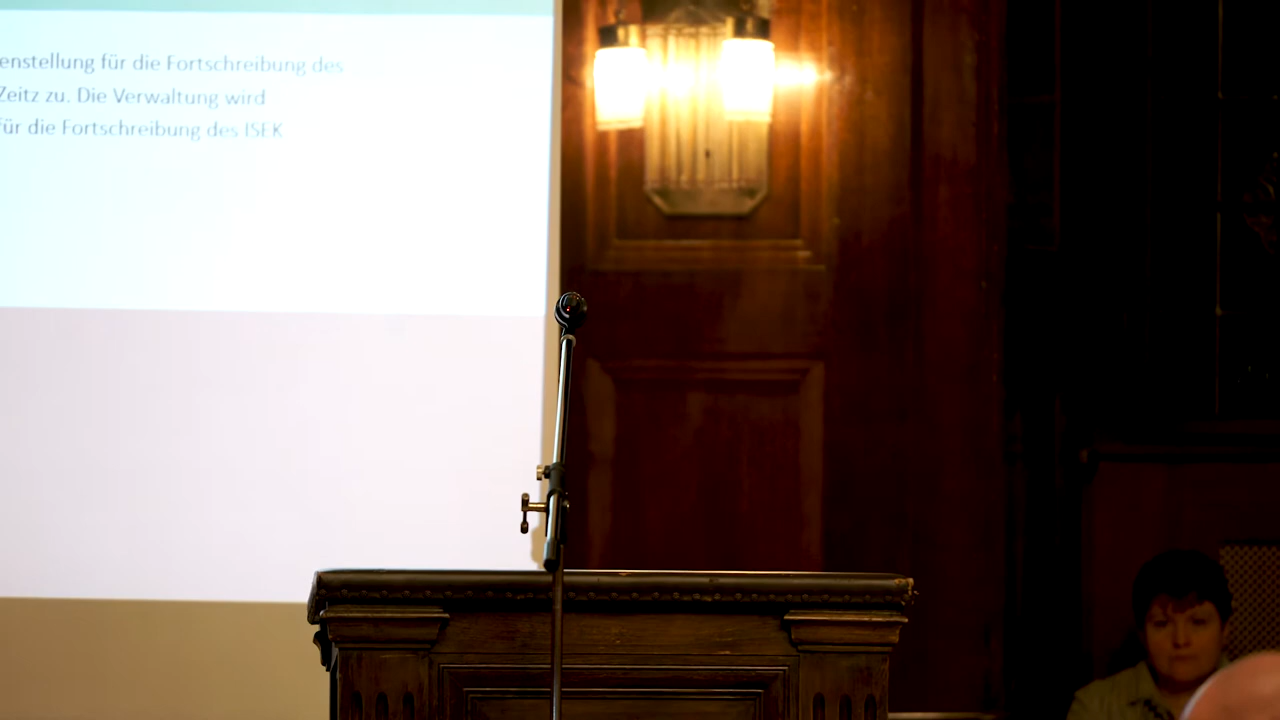 enstellung für die Fortschreibung des
Zeitz zu. Die Verwaltung wird
für die Fortschreibung des ISEK